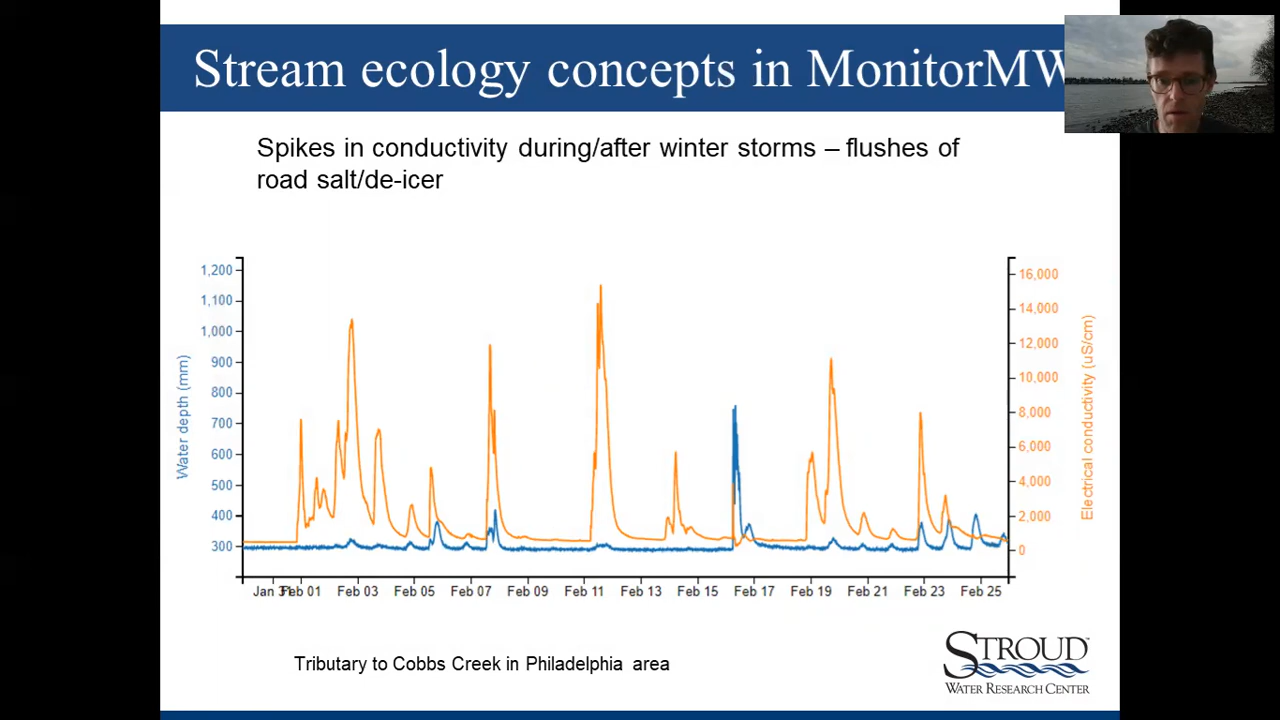 Stream ecology concepts in MonitorMW
Spikes in conductivity during/after winter storms – flushes of
road salt/de-icer
1,200
1,100
1,000
900
800
700
600
500
400
300
Water depth (mm)
16,000
14,000
12,000
10,000
8,000
6,000
4,000
2,000
0
Electrical conductivity (uS/cm)
Jan 31 Feb 01 Feb 03 Feb 05 Feb 07 Feb 09 Feb 11 Feb 13 Feb 15 Feb 17 Feb 19 Feb 21 Feb 23 Feb 25
Tributary to Cobbs Creek in Philadelphia area
STROUD™
WATER RESEARCH CENTER